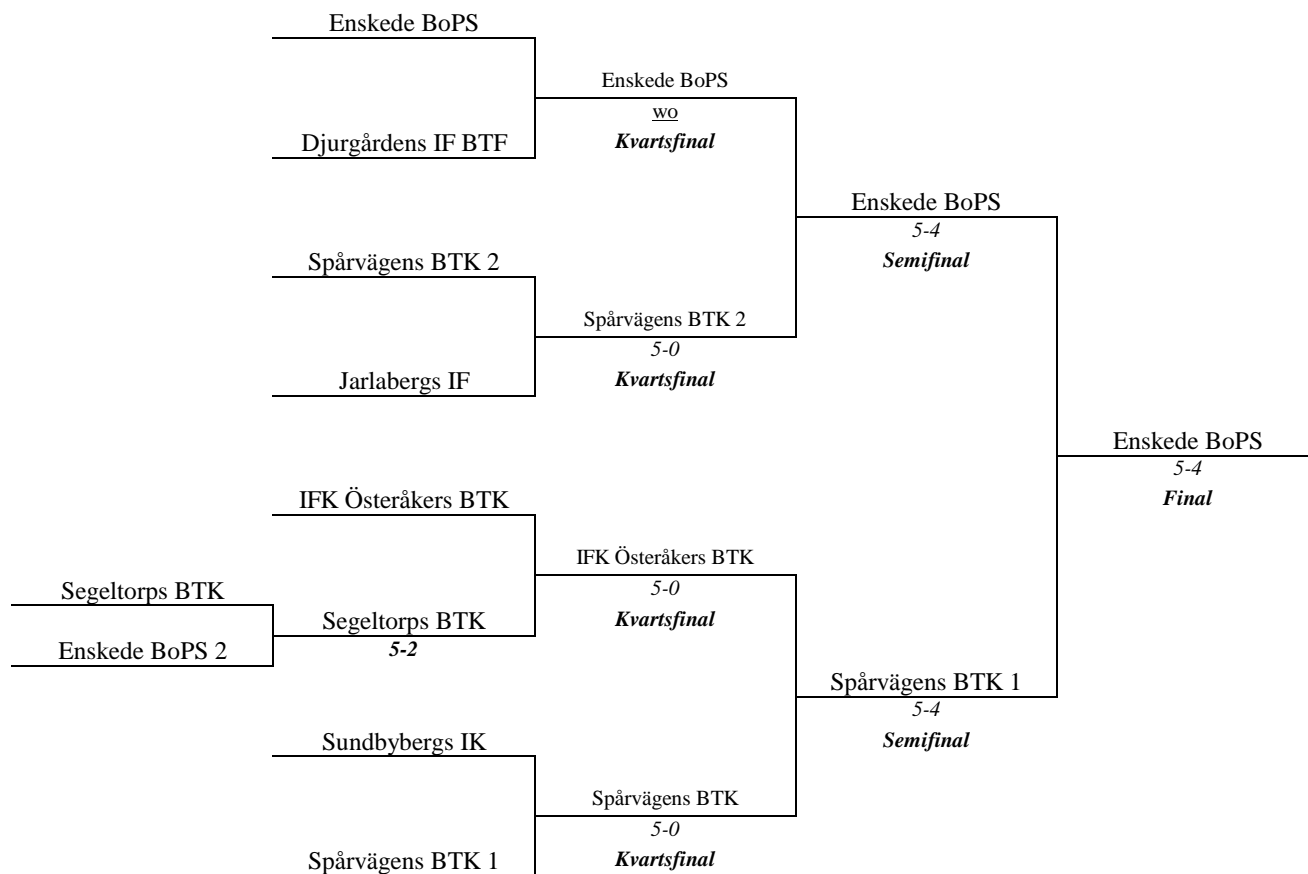 Enskede BoPS
Enskede BoPS
wo
Djurgårdens IF BTF
Kvartsfinal
Enskede BoPS
5-4
Semifinal
Spårvägens BTK 2
Spårvägens BTK 2
5-0
Jarlabergs IF
Kvartsfinal
Enskede BoPS
5-4
Final
IFK Österåkers BTK
IFK Österåkers BTK
5-0
Segeltorps BTK
Kvartsfinal
Segeltorps BTK
5-2
Enskede BoPS 2
Spårvägens BTK 1
5-4
Semifinal
Sundbybergs IK
Spårvägens BTK
5-0
Spårvägens BTK 1
Kvartsfinal